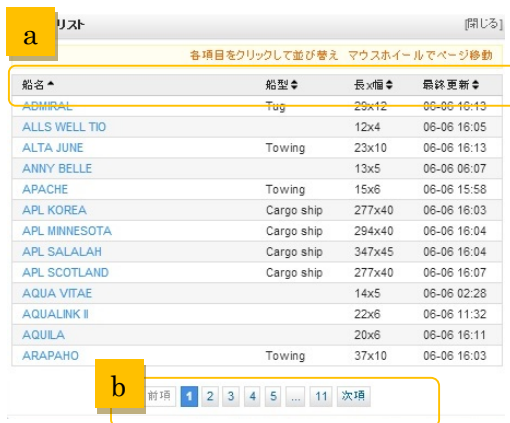 a
リスト [閉じる]
各項目をクリックして並び替え マウスホイールでページ移動
船名▲ 船型◆ 長x幅◆ 最終更新◆
ADMIRAL Tug 29x12 06-06 16:13
ALLS WELL TIO 12x4 06-06 16:05
ALTA JUNE Towing 23x10 06-06 16:13
ANNY BELLE 13x5 06-06 06:07
APACHE Towing 15x6 06-06 15:58
APL KOREA Cargo ship 277x40 06-06 16:03
APL MINNESOTA Cargo ship 294x40 06-06 16:04
APL SALALAH Cargo ship 347x45 06-06 16:04
APL SCOTLAND Cargo ship 277x40 06-06 16:07
AQUA VITAE 14x5 06-06 02:28
AQUALINK II 22x6 06-06 11:32
AQUILA 20x6 06-06 16:11
ARAPAHO Towing 37x10 06-06 16:03
b
前項 1 2 3 4 5 ... 11 次項